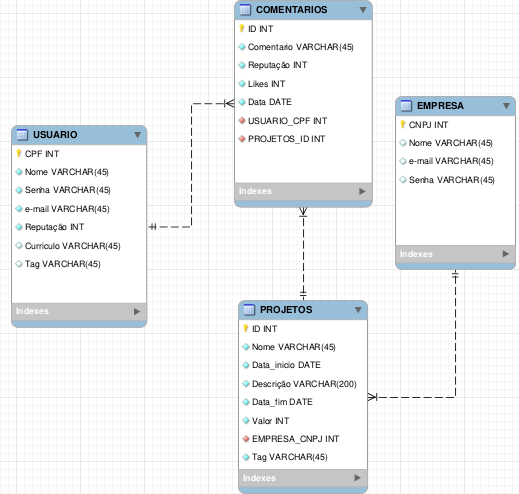 COMENTARIOS
ID INT
Comentario VARCHAR(45)
Reputação INT
Likes INT
Data DATE
USUARIO_CPF INT
PROJETOS_ID INT
Indexes
EMPRESA
CNPJ INT
Nome VARCHAR(45)
e-mail VARCHAR(45)
Senha VARCHAR(45)
Indexes
USUARIO
CPF INT
Nome VARCHAR(45)
Senha VARCHAR(45)
e-mail VARCHAR(45)
Reputação INT
Curriculo VARCHAR(45)
Tag VARCHAR(45)
Indexes
PROJETOS
ID INT
Nome VARCHAR(45)
Data_inicio DATE
Descrição VARCHAR(200)
Data_fim DATE
Valor INT
EMPRESA_CNPJ INT
Tag VARCHAR(45)
Indexes